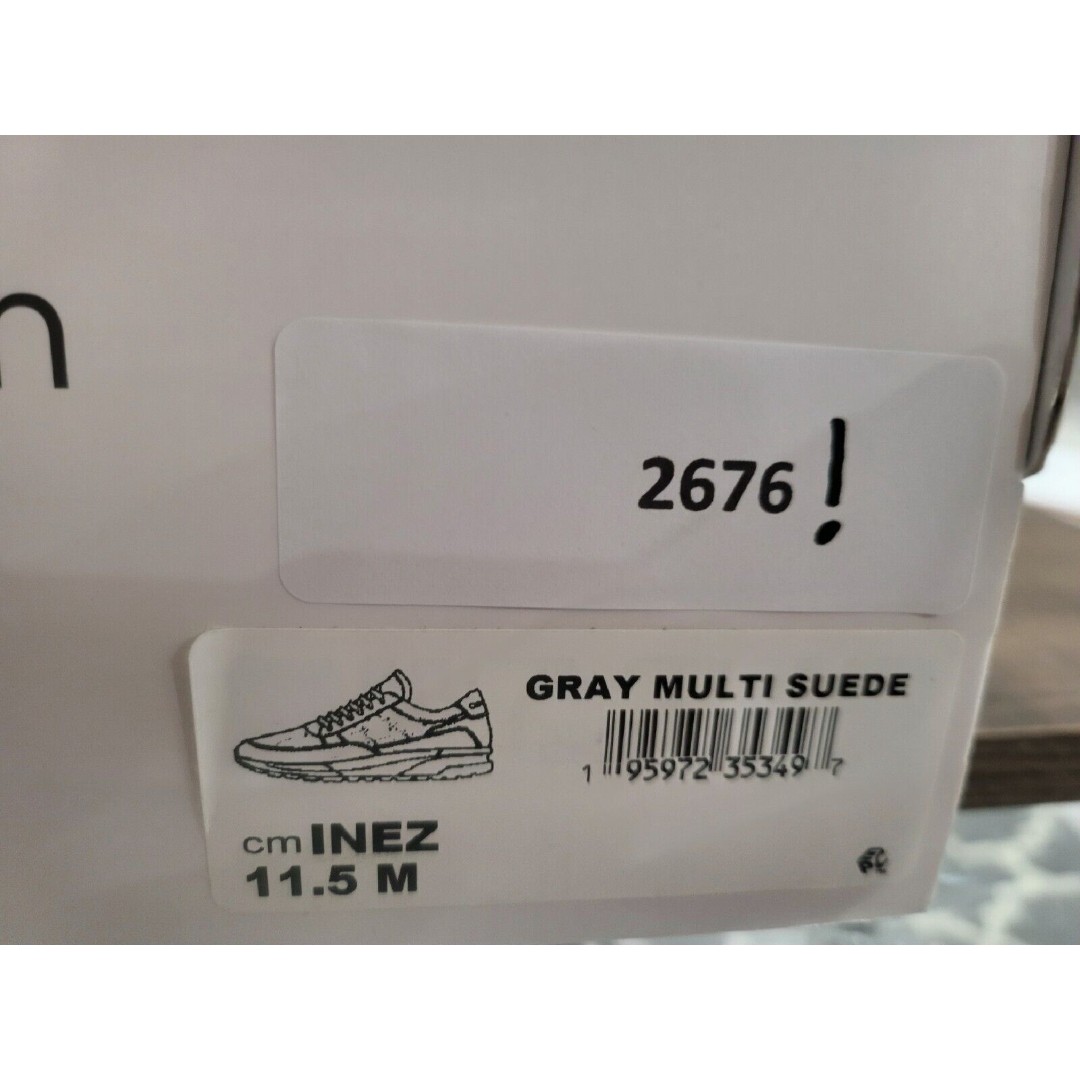 n
2676!
GRAY MULTI SUEDE
1 95972 35349 7
cm INEZ
11.5 M